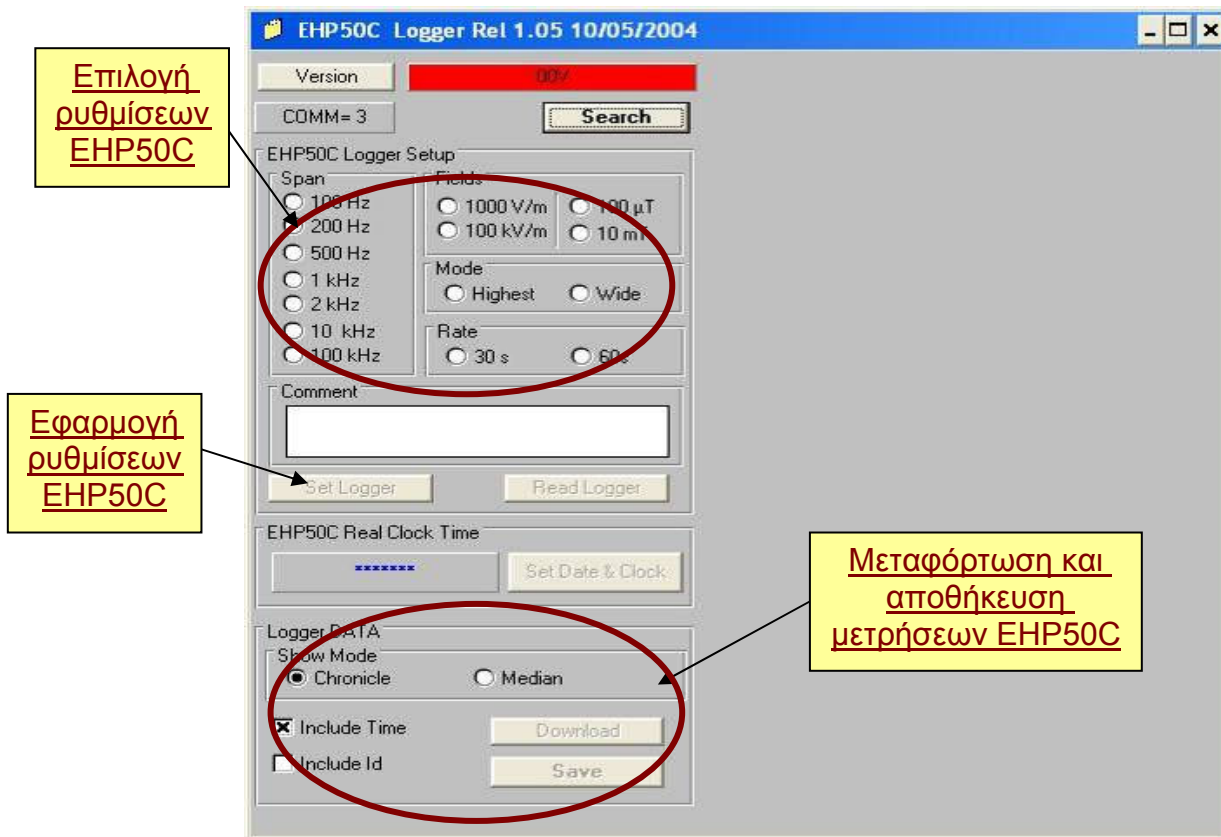 EHP50C Logger Rel 1.05 10/05/2004
Επιλογή
ρυθμίσεων
EHP50C
Version
00V
COMM= 3
Search
EHP50C Logger Setup
Span
100 Hz
200 Hz
500 Hz
1 kHz
2 kHz
10 kHz
100 kHz
Fields
1000 V/m
100 µT
100 kV/m
10 mT
Mode
Highest
Wide
Rate
30 s
60s
Comment
Εφαρμογή
ρυθμίσεων
EHP50C
Set Logger
Read Logger
EHP50C Real Clock Time
*******
Set Date & Clock
Μεταφόρτωση και
αποθήκευση
μετρήσεων EHP50C
Logger DATA
Show Mode
Chronicle
Median
Include Time
Download
Include Id
Save